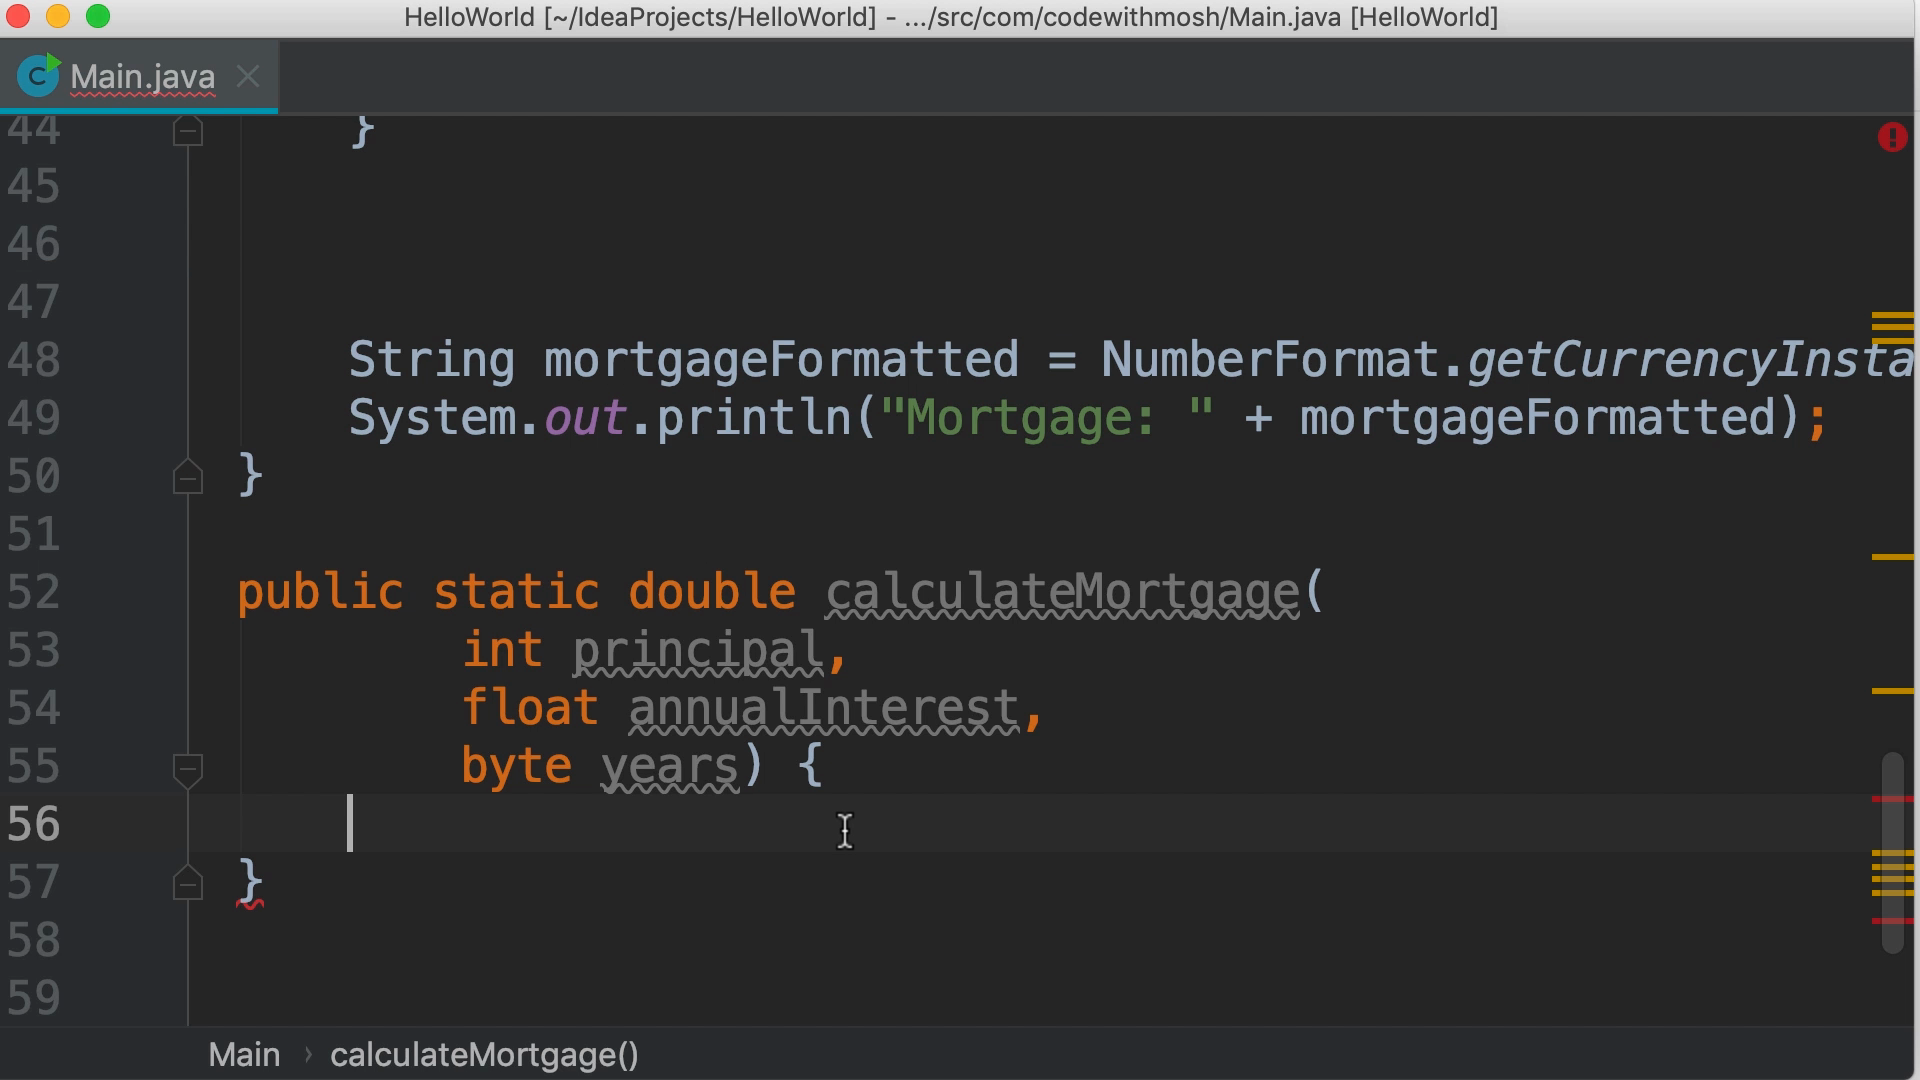 HelloWorld [~/IdeaProjects/HelloWorld] - .../src/com/codewithmosh/Main.java [HelloWorld]
C Main.java
44 }
45
46
47
48 String mortgageFormatted = NumberFormat.getCurrencyInsta
49 System.out.println("Mortgage: " + mortgageFormatted);
50 }
51
52 public static double calculateMortgage(
53 int principal,
54 float annualInterest,
55 byte years) {
56
57 }
58
59
Main › calculateMortgage()